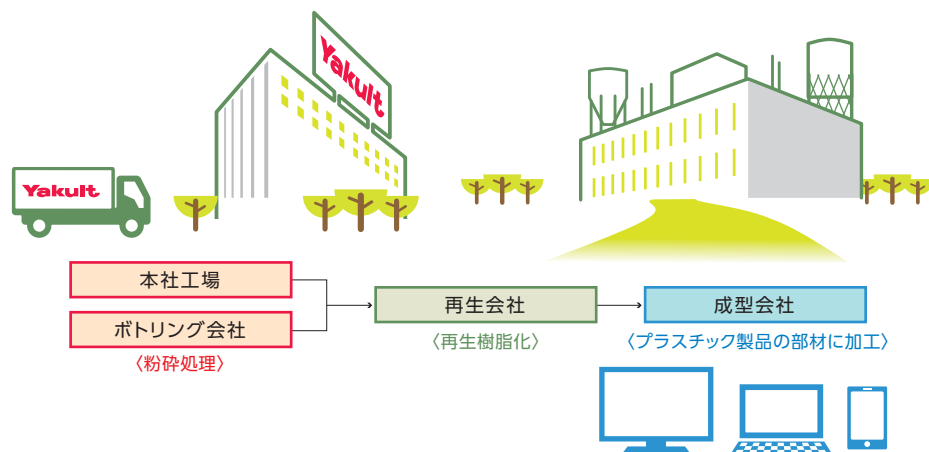 Yakult
Yakult
本社工場
ボトリング会社
〈粉砕処理〉
再生会社
〈再生樹脂化〉
成型会社
〈プラスチック製品の部材に加工〉